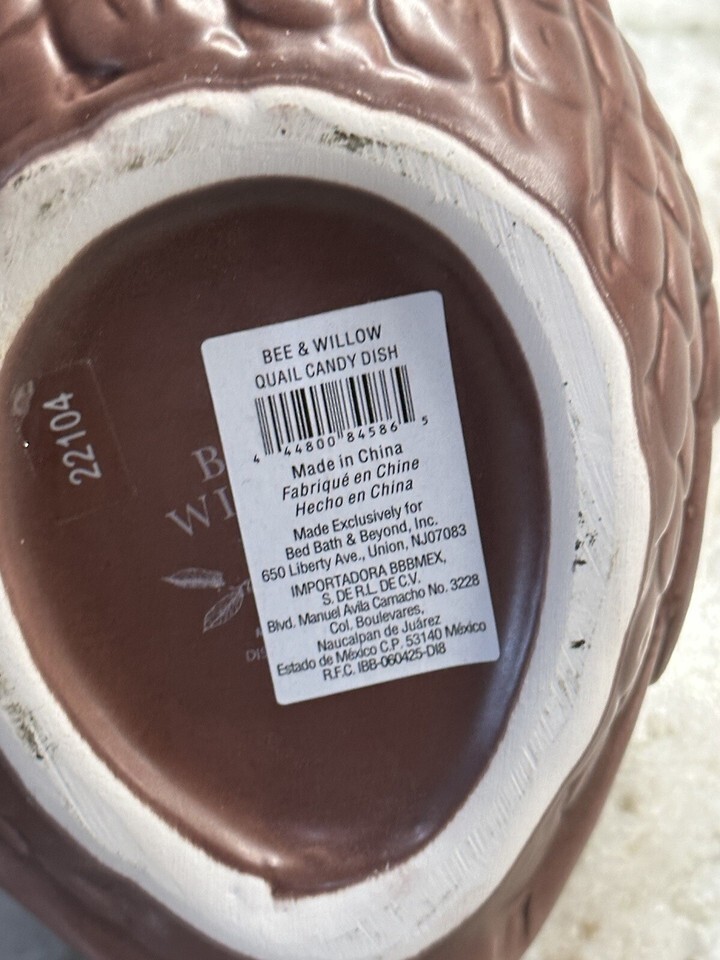 BEE & WILLOW
QUAIL CANDY DISH
4 44800 84586 5
Made in China
Fabriqué en Chine
Hecho en China
Made Exclusively for
Bed Bath & Beyond, Inc.
650 Liberty Ave., Union, NJ07083
IMPORTADORA BBBMEX,
S. DE R.L. DE C.V.
Blvd. Manuel Avila Camacho No. 3228
Col. Boulevares,
Naucalpan de Juárez
Estado de México C.P. 53140 México
R.F.C. IBB-060425-DI8
22104